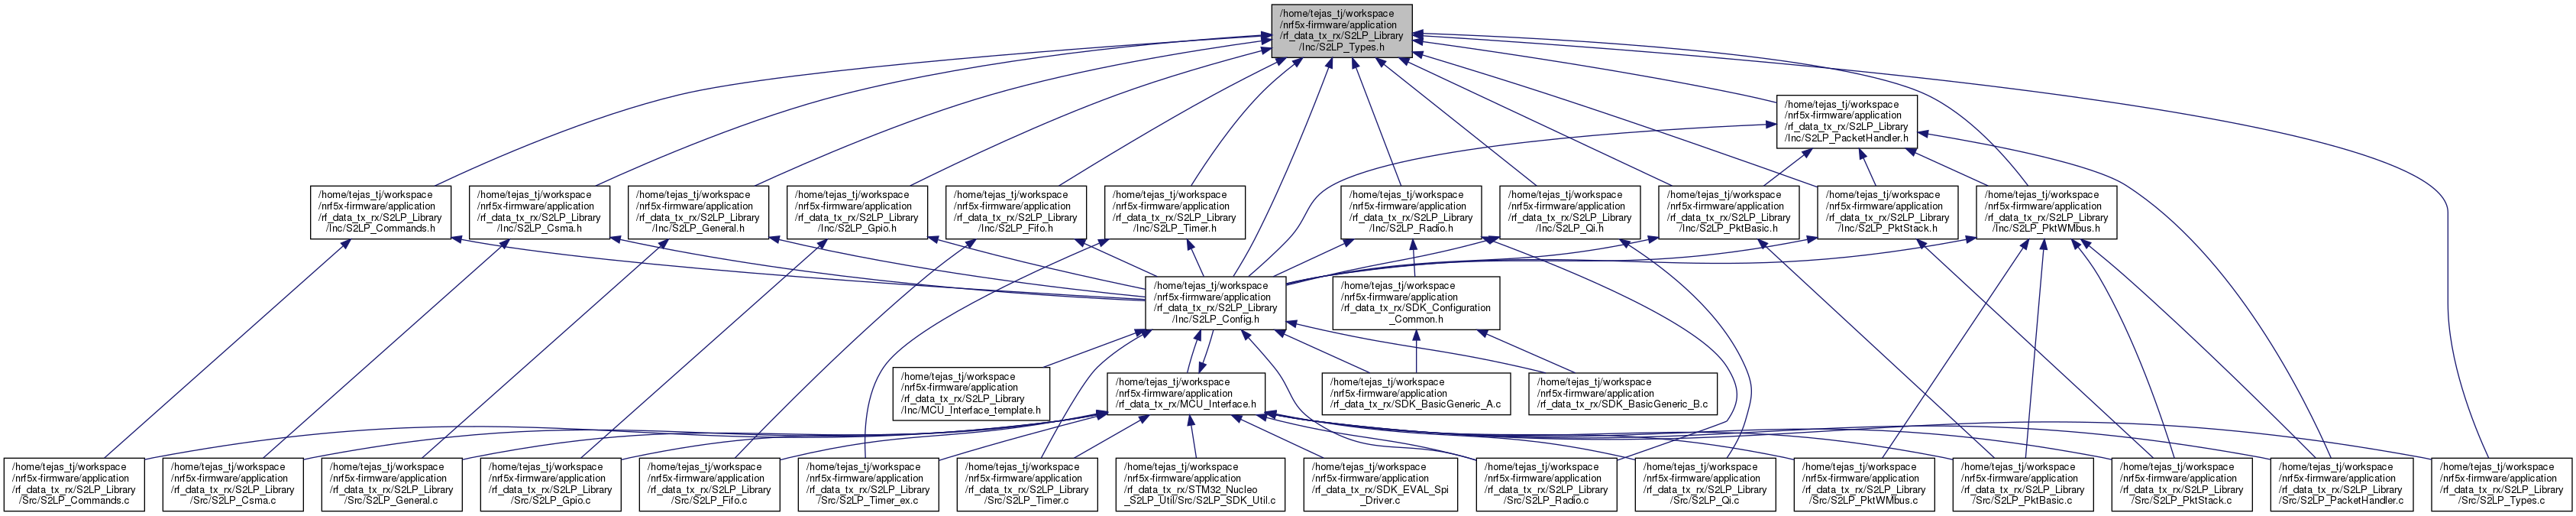 /home/tejas_tj/workspace
/nrf5x-firmware/application
/rf_data_tx_rx/S2LP_Library
/Inc/S2LP_Types.h
/home/tejas_tj/workspace
/nrf5x-firmware/application
/rf_data_tx_rx/S2LP_Library
/Inc/S2LP_PacketHandler.h
/home/tejas_tj/workspace
/nrf5x-firmware/application
/rf_data_tx_rx/S2LP_Library
/Inc/S2LP_Commands.h
/home/tejas_tj/workspace
/nrf5x-firmware/application
/rf_data_tx_rx/S2LP_Library
/Inc/S2LP_Csma.h
/home/tejas_tj/workspace
/nrf5x-firmware/application
/rf_data_tx_rx/S2LP_Library
/Inc/S2LP_General.h
/home/tejas_tj/workspace
/nrf5x-firmware/application
/rf_data_tx_rx/S2LP_Library
/Inc/S2LP_Gpio.h
/home/tejas_tj/workspace
/nrf5x-firmware/application
/rf_data_tx_rx/S2LP_Library
/Inc/S2LP_Fifo.h
/home/tejas_tj/workspace
/nrf5x-firmware/application
/rf_data_tx_rx/S2LP_Library
/Inc/S2LP_Timer.h
/home/tejas_tj/workspace
/nrf5x-firmware/application
/rf_data_tx_rx/S2LP_Library
/Inc/S2LP_Radio.h
/home/tejas_tj/workspace
/nrf5x-firmware/application
/rf_data_tx_rx/S2LP_Library
/Inc/S2LP_Qi.h
/home/tejas_tj/workspace
/nrf5x-firmware/application
/rf_data_tx_rx/S2LP_Library
/Inc/S2LP_PktBasic.h
/home/tejas_tj/workspace
/nrf5x-firmware/application
/rf_data_tx_rx/S2LP_Library
/Inc/S2LP_PktStack.h
/home/tejas_tj/workspace
/nrf5x-firmware/application
/rf_data_tx_rx/S2LP_Library
/Inc/S2LP_PktWMbus.h
/home/tejas_tj/workspace
/nrf5x-firmware/application
/rf_data_tx_rx/S2LP_Library
/Inc/S2LP_Config.h
/home/tejas_tj/workspace
/nrf5x-firmware/application
/rf_data_tx_rx/SDK_Configuration
_Common.h
/home/tejas_tj/workspace
/nrf5x-firmware/application
/rf_data_tx_rx/S2LP_Library
/Inc/MCU_Interface_template.h
/home/tejas_tj/workspace
/nrf5x-firmware/application
/rf_data_tx_rx/MCU_Interface.h
/home/tejas_tj/workspace
/nrf5x-firmware/application
/rf_data_tx_rx/SDK_BasicGeneric_A.c
/home/tejas_tj/workspace
/nrf5x-firmware/application
/rf_data_tx_rx/SDK_BasicGeneric_B.c
/home/tejas_tj/workspace
/nrf5x-firmware/application
/rf_data_tx_rx/S2LP_Library
/Src/S2LP_Commands.c
/home/tejas_tj/workspace
/nrf5x-firmware/application
/rf_data_tx_rx/S2LP_Library
/Src/S2LP_Csma.c
/home/tejas_tj/workspace
/nrf5x-firmware/application
/rf_data_tx_rx/S2LP_Library
/Src/S2LP_General.c
/home/tejas_tj/workspace
/nrf5x-firmware/application
/rf_data_tx_rx/S2LP_Library
/Src/S2LP_Gpio.c
/home/tejas_tj/workspace
/nrf5x-firmware/application
/rf_data_tx_rx/S2LP_Library
/Src/S2LP_Fifo.c
/home/tejas_tj/workspace
/nrf5x-firmware/application
/rf_data_tx_rx/S2LP_Library
/Src/S2LP_Timer_ex.c
/home/tejas_tj/workspace
/nrf5x-firmware/application
/rf_data_tx_rx/S2LP_Library
/Src/S2LP_Timer.c
/home/tejas_tj/workspace
/nrf5x-firmware/application
/rf_data_tx_rx/STM32_Nucleo
_S2LP_Util/Src/S2LP_SDK_Util.c
/home/tejas_tj/workspace
/nrf5x-firmware/application
/rf_data_tx_rx/SDK_EVAL_Spi
_Driver.c
/home/tejas_tj/workspace
/nrf5x-firmware/application
/rf_data_tx_rx/S2LP_Library
/Src/S2LP_Radio.c
/home/tejas_tj/workspace
/nrf5x-firmware/application
/rf_data_tx_rx/S2LP_Library
/Src/S2LP_Qi.c
/home/tejas_tj/workspace
/nrf5x-firmware/application
/rf_data_tx_rx/S2LP_Library
/Src/S2LP_PktWMbus.c
/home/tejas_tj/workspace
/nrf5x-firmware/application
/rf_data_tx_rx/S2LP_Library
/Src/S2LP_PktBasic.c
/home/tejas_tj/workspace
/nrf5x-firmware/application
/rf_data_tx_rx/S2LP_Library
/Src/S2LP_PktStack.c
/home/tejas_tj/workspace
/nrf5x-firmware/application
/rf_data_tx_rx/S2LP_Library
/Src/S2LP_PacketHandler.c
/home/tejas_tj/workspace
/nrf5x-firmware/application
/rf_data_tx_rx/S2LP_Library
/Src/S2LP_Types.c